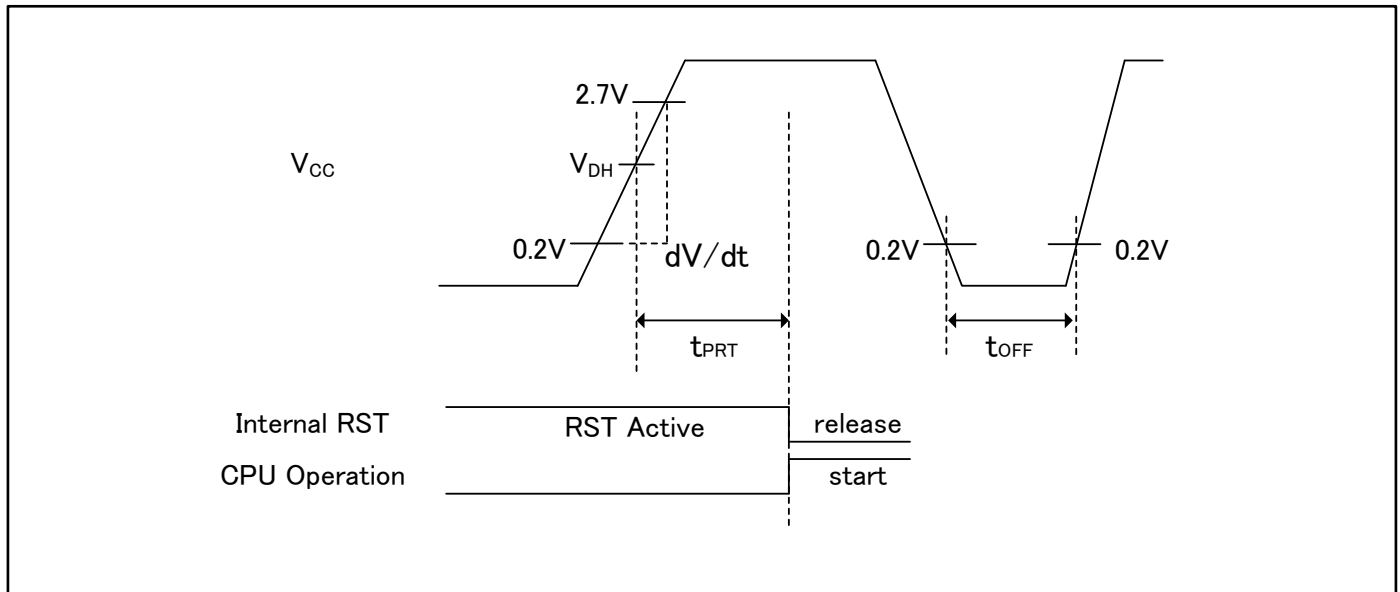 2.7V
VCC
VDH
0.2V
dV/dt
0.2V
0.2V
tPRT
tOFF
Internal RST
RST Active
release
CPU Operation
start